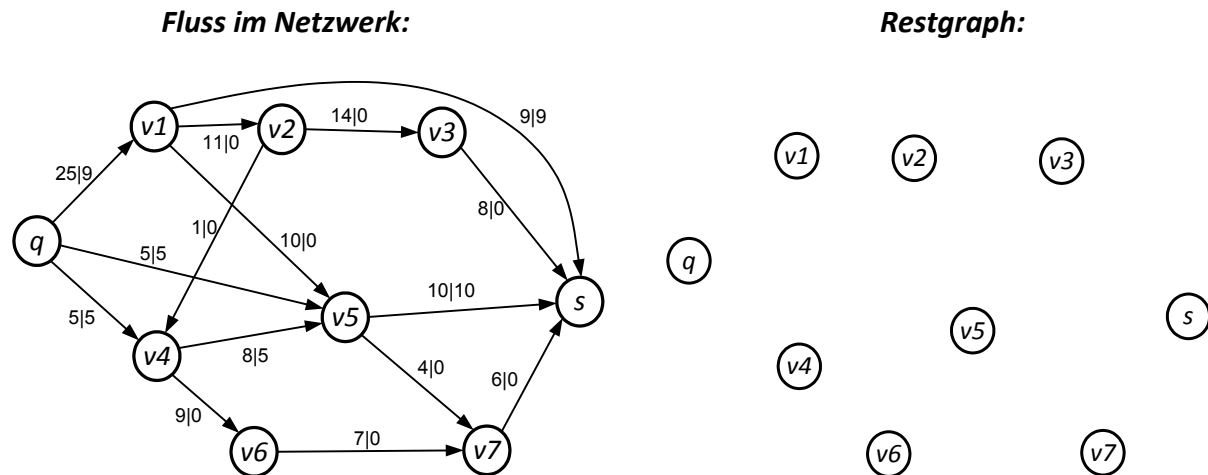 Fluss im Netzwerk:
Restgraph:
9|9
14|0
v1
v2
v3
11|0
v1
v2
v3
25|9
8|0
1|0
10|0
q
5|5
q
10|10
s
v5
s
5|5
v5
v4
8|5
4|0
6|0
v4
9|0
7|0
v6
v7
v6
v7